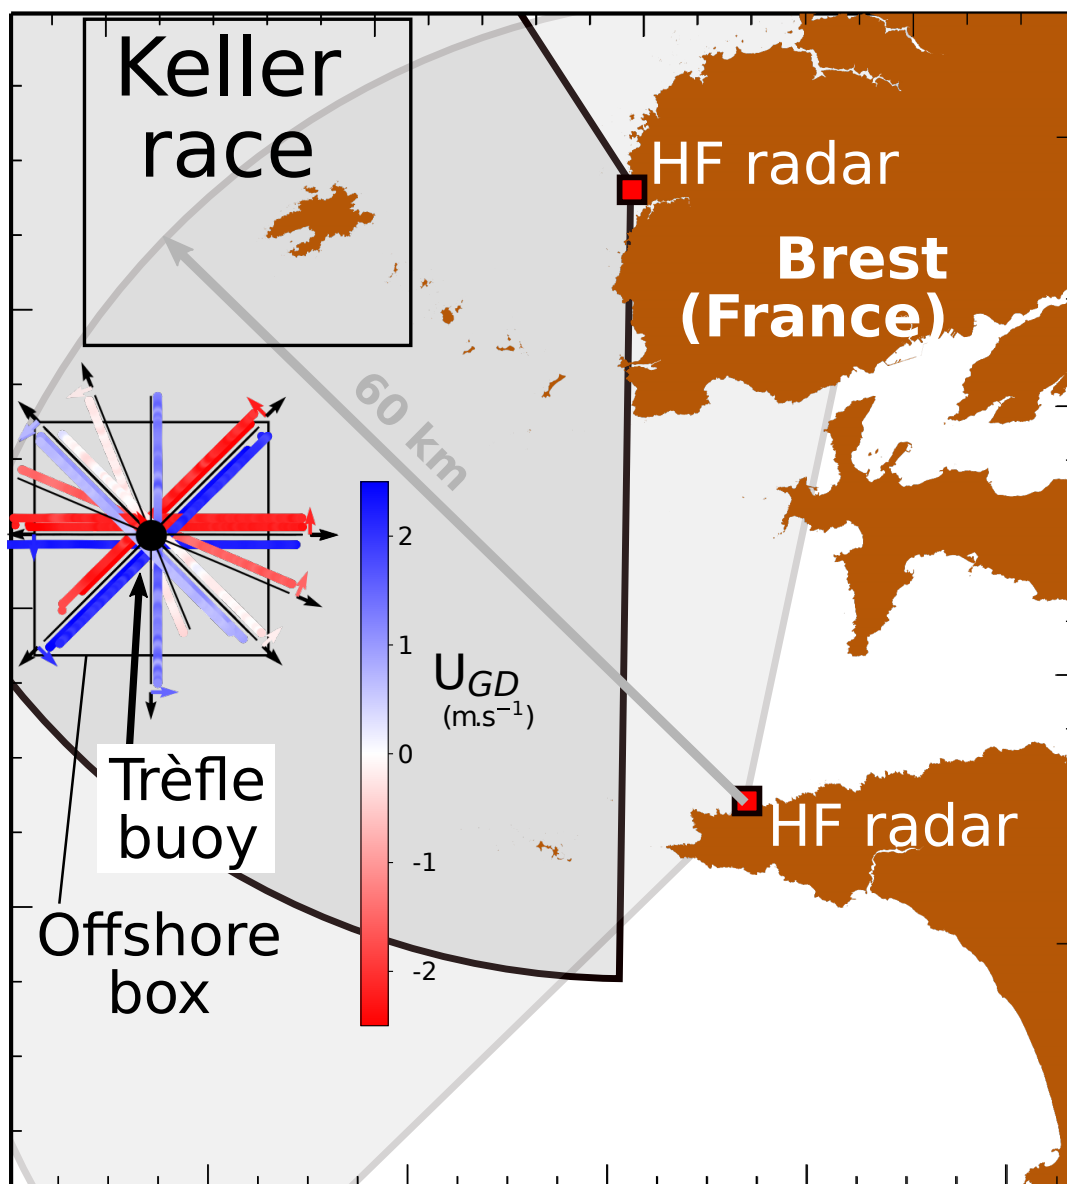 Keller
race
HF radar
Brest
(France)
60 km
2
1
0
-1
-2
U_GD
(m.s⁻¹)
Trèfle
buoy
HF radar
Offshore
box